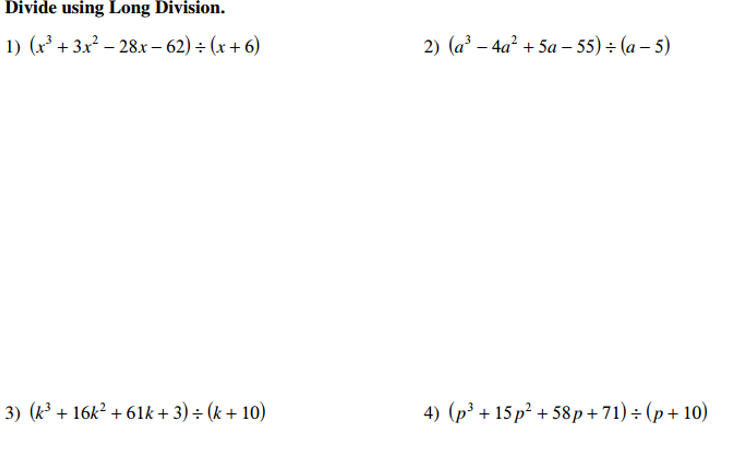 Divide using Long Division.
1) (x³ + 3x² – 28x – 62) ÷ (x + 6)
2) (a³ – 4a² + 5a – 55) ÷ (a – 5)
3) (k³ + 16k² + 61k + 3) ÷ (k + 10)
4) (p³ + 15p² + 58p + 71) ÷ (p + 10)